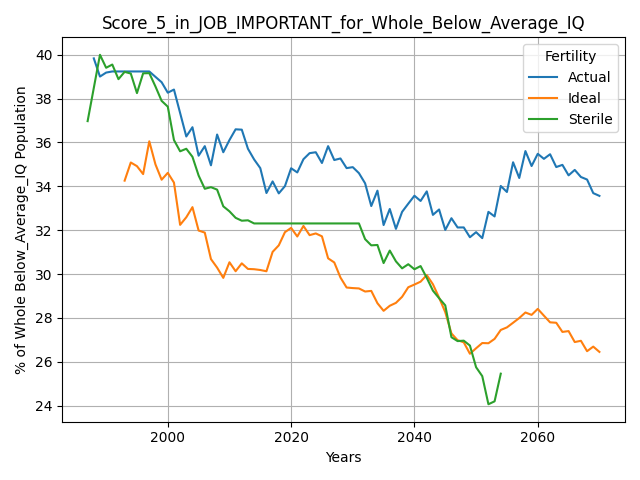 Score_5_in_JOB_IMPORTANT_for_Whole_Below_Average_IQ
% of Whole Below_Average_IQ Population
40
38
36
34
32
30
28
26
24
Fertility
Actual
Ideal
Sterile
2000 2020 2040 2060
Years